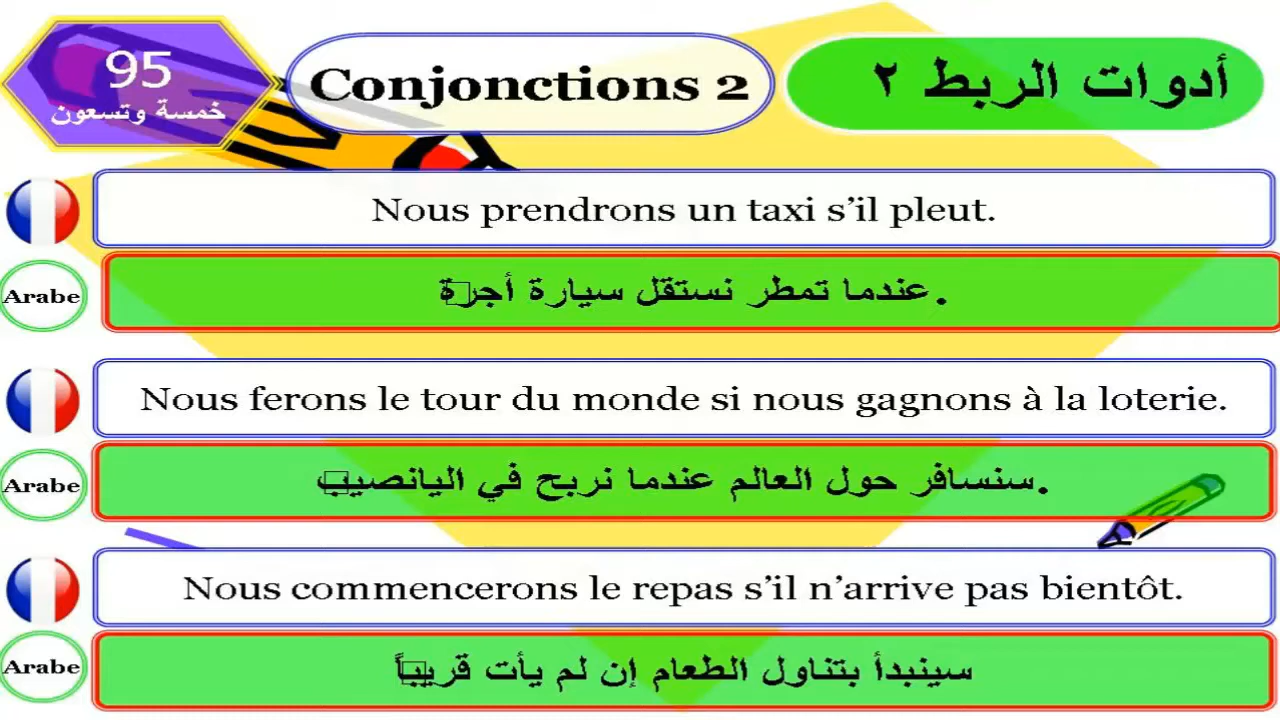 95
خمسة وتسعون
Conjonctions 2
أدوات الربط ٢
Nous prendrons un taxi s’il pleut.
Arabe
عندما تمطر نستقل سيارة أجرة.
Nous ferons le tour du monde si nous gagnons à la loterie.
Arabe
سنسافر حول العالم عندما نربح في اليانصيب.
Nous commencerons le repas s’il n’arrive pas bientôt.
Arabe
سينبدأ بتناول الطعام إن لم يأت قريباً